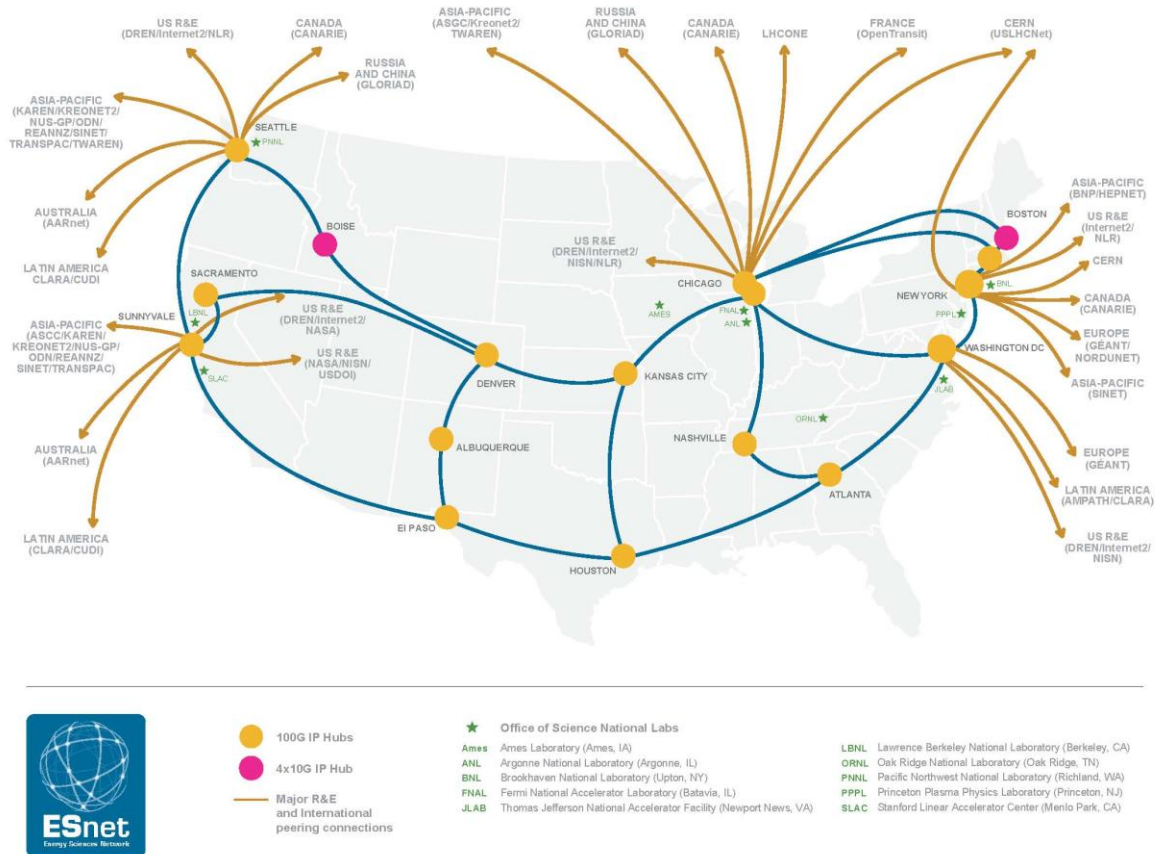 US R&E
(DREN/Internet2/NLR)
CANADA
(CANARIE)
RUSSIA
AND CHINA
(GLORIAD)
ASIA-PACIFIC
(ASGC/Kreonet2/
TWAREN)
RUSSIA
AND CHINA
(GLORIAD)
CANADA
(CANARIE)
LHCONE
FRANCE
(OpenTransit)
CERN
(USLHCNet)
ASIA-PACIFIC
(KAREN/KREONET2/
NUS-GP/ODN/
REANNZ/SINET/
TRANSPAC/TWAREN)
SEATTLE
PNNL
AUSTRALIA
(AARnet)
LATIN AMERICA
CLARA/CUDI
BOISE
SACRAMENTO
SUNNYVALE
LBNL
SLAC
ASIA-PACIFIC
(ASCC/KAREN/
KREONET2/NUS-GP/
ODN/REANNZ/
SINET/TRANSPAC)
US R&E
(DREN/Internet2/
NASA)
US R&E
(NASA/NISN/
USDOI)
AUSTRALIA
(AARnet)
LATIN AMERICA
(CLARA/CUDI)
DENVER
ALBUQUERQUE
El PASO
US R&E
(DREN/Internet2/
NISN/NLR)
CHICAGO
AMES
FNAL
ANL
KANSAS CITY
HOUSTON
NASHVILLE
ORNL
ATLANTA
BOSTON
NEW YORK
BNL
PPPL
WASHINGTON DC
JLAB
ASIA-PACIFIC
(BNP/HEPNET)
US R&E
(Internet2/
NLR)
CERN
CANADA
(CANARIE)
EUROPE
(GÉANT/
NORDUNET)
ASIA-PACIFIC
(SINET)
EUROPE
(GÉANT)
LATIN AMERICA
(AMPATH/CLARA)
US R&E
(DREN/Internet2/
NISN)
ESnet
Energy Sciences Network
100G IP Hubs
4x10G IP Hub
Major R&E
and International
peering connections
Office of Science National Labs
Ames Ames Laboratory (Ames, IA)
ANL Argonne National Laboratory (Argonne, IL)
BNL Brookhaven National Laboratory (Upton, NY)
FNAL Fermi National Accelerator Laboratory (Batavia, IL)
JLAB Thomas Jefferson National Accelerator Facility (Newport News, VA)
LBNL Lawrence Berkeley National Laboratory (Berkeley, CA)
ORNL Oak Ridge National Laboratory (Oak Ridge, TN)
PNNL Pacific Northwest National Laboratory (Richland, WA)
PPPL Princeton Plasma Physics Laboratory (Princeton, NJ)
SLAC Stanford Linear Accelerator Center (Menlo Park, CA)